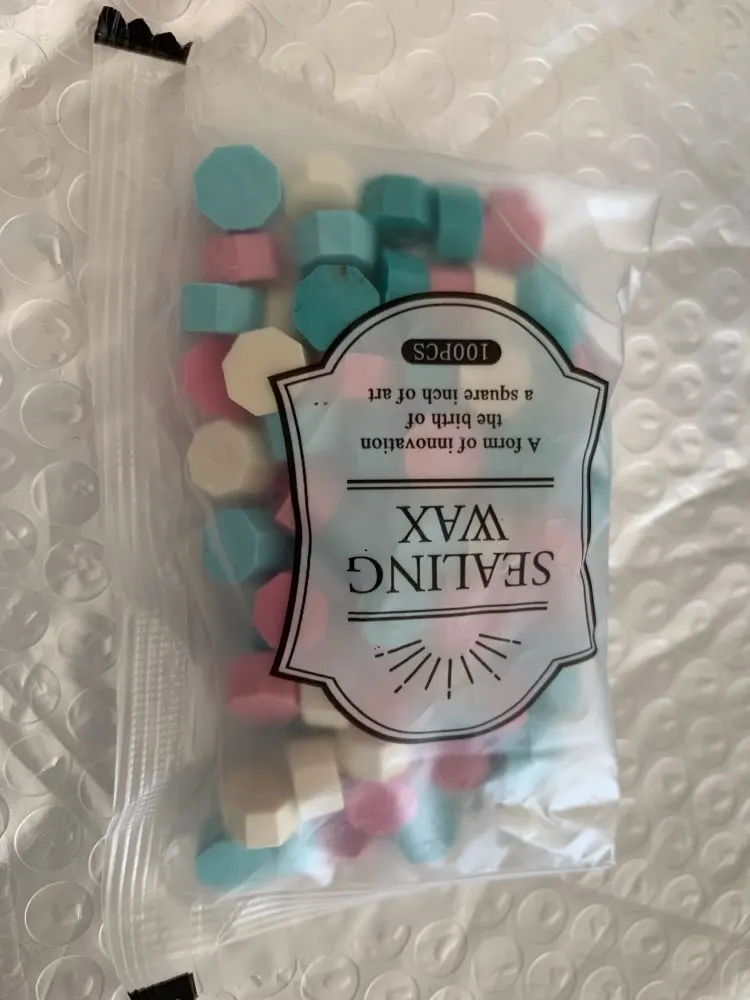 SEALING
WAX
A form of innovation
the birth of
a square inch of art
100PCS